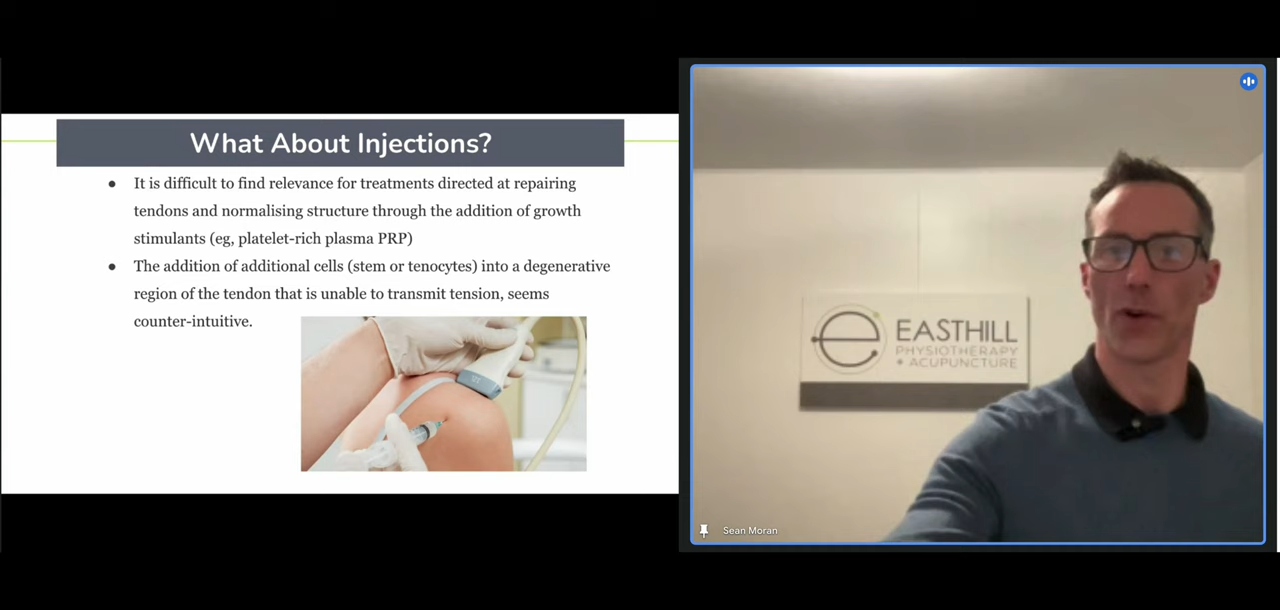 What About Injections?
● It is difficult to find relevance for treatments directed at repairing
tendons and normalising structure through the addition of growth
stimulants (eg, platelet-rich plasma PRP)
● The addition of additional cells (stem or tenocytes) into a degenerative
region of the tendon that is unable to transmit tension, seems
counter-intuitive.
EASTHILL
PHYSIOTHERAPY
+ ACUPUNCTURE
Sean Moran